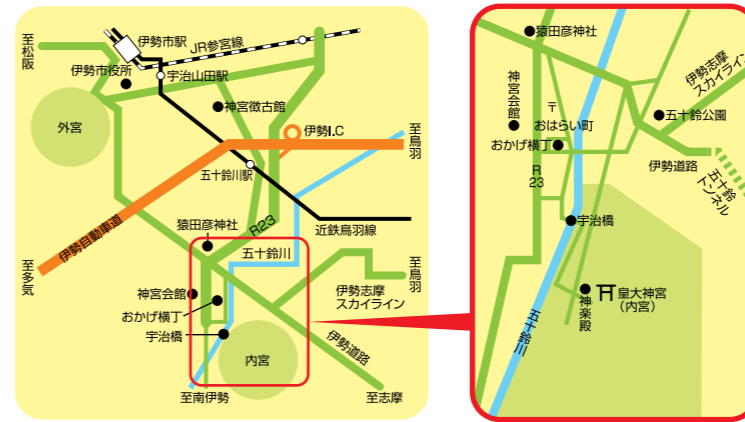 至松阪
伊勢市駅
JR参宮線
伊勢市役所
宇治山田駅
神宮徴古館
外宮
伊勢I.C
至鳥羽
五十鈴川駅
伊勢自動車道
猿田彦神社
R23
近鉄鳥羽線
五十鈴川
至多気
至鳥羽
神宮会館
伊勢志摩
スカイライン
おかげ横丁
宇治橋
伊勢道路
内宮
至南伊勢
至志摩
猿田彦神社
伊勢志摩
スカイライン
神宮会館
〒
五十鈴公園
おはらい町
おかげ横丁
伊勢道路
R
23
五十鈴
トンネル
宇治橋
皇大神宮
（内宮）
神楽殿
五十鈴川